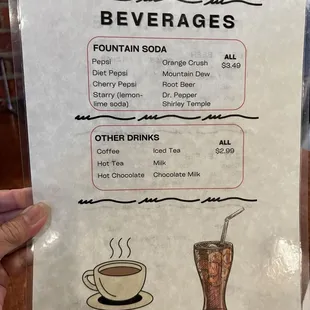 BEVERAGES
FOUNTAIN SODA
Pepsi
Diet Pepsi
Cherry Pepsi
Starry (lemon-
lime soda)
Orange Crush
Mountain Dew
Root Beer
Dr. Pepper
Shirley Temple
ALL
$3.49
OTHER DRINKS
Coffee
Hot Tea
Hot Chocolate
Iced Tea
Milk
Chocolate Milk
ALL
$2.99